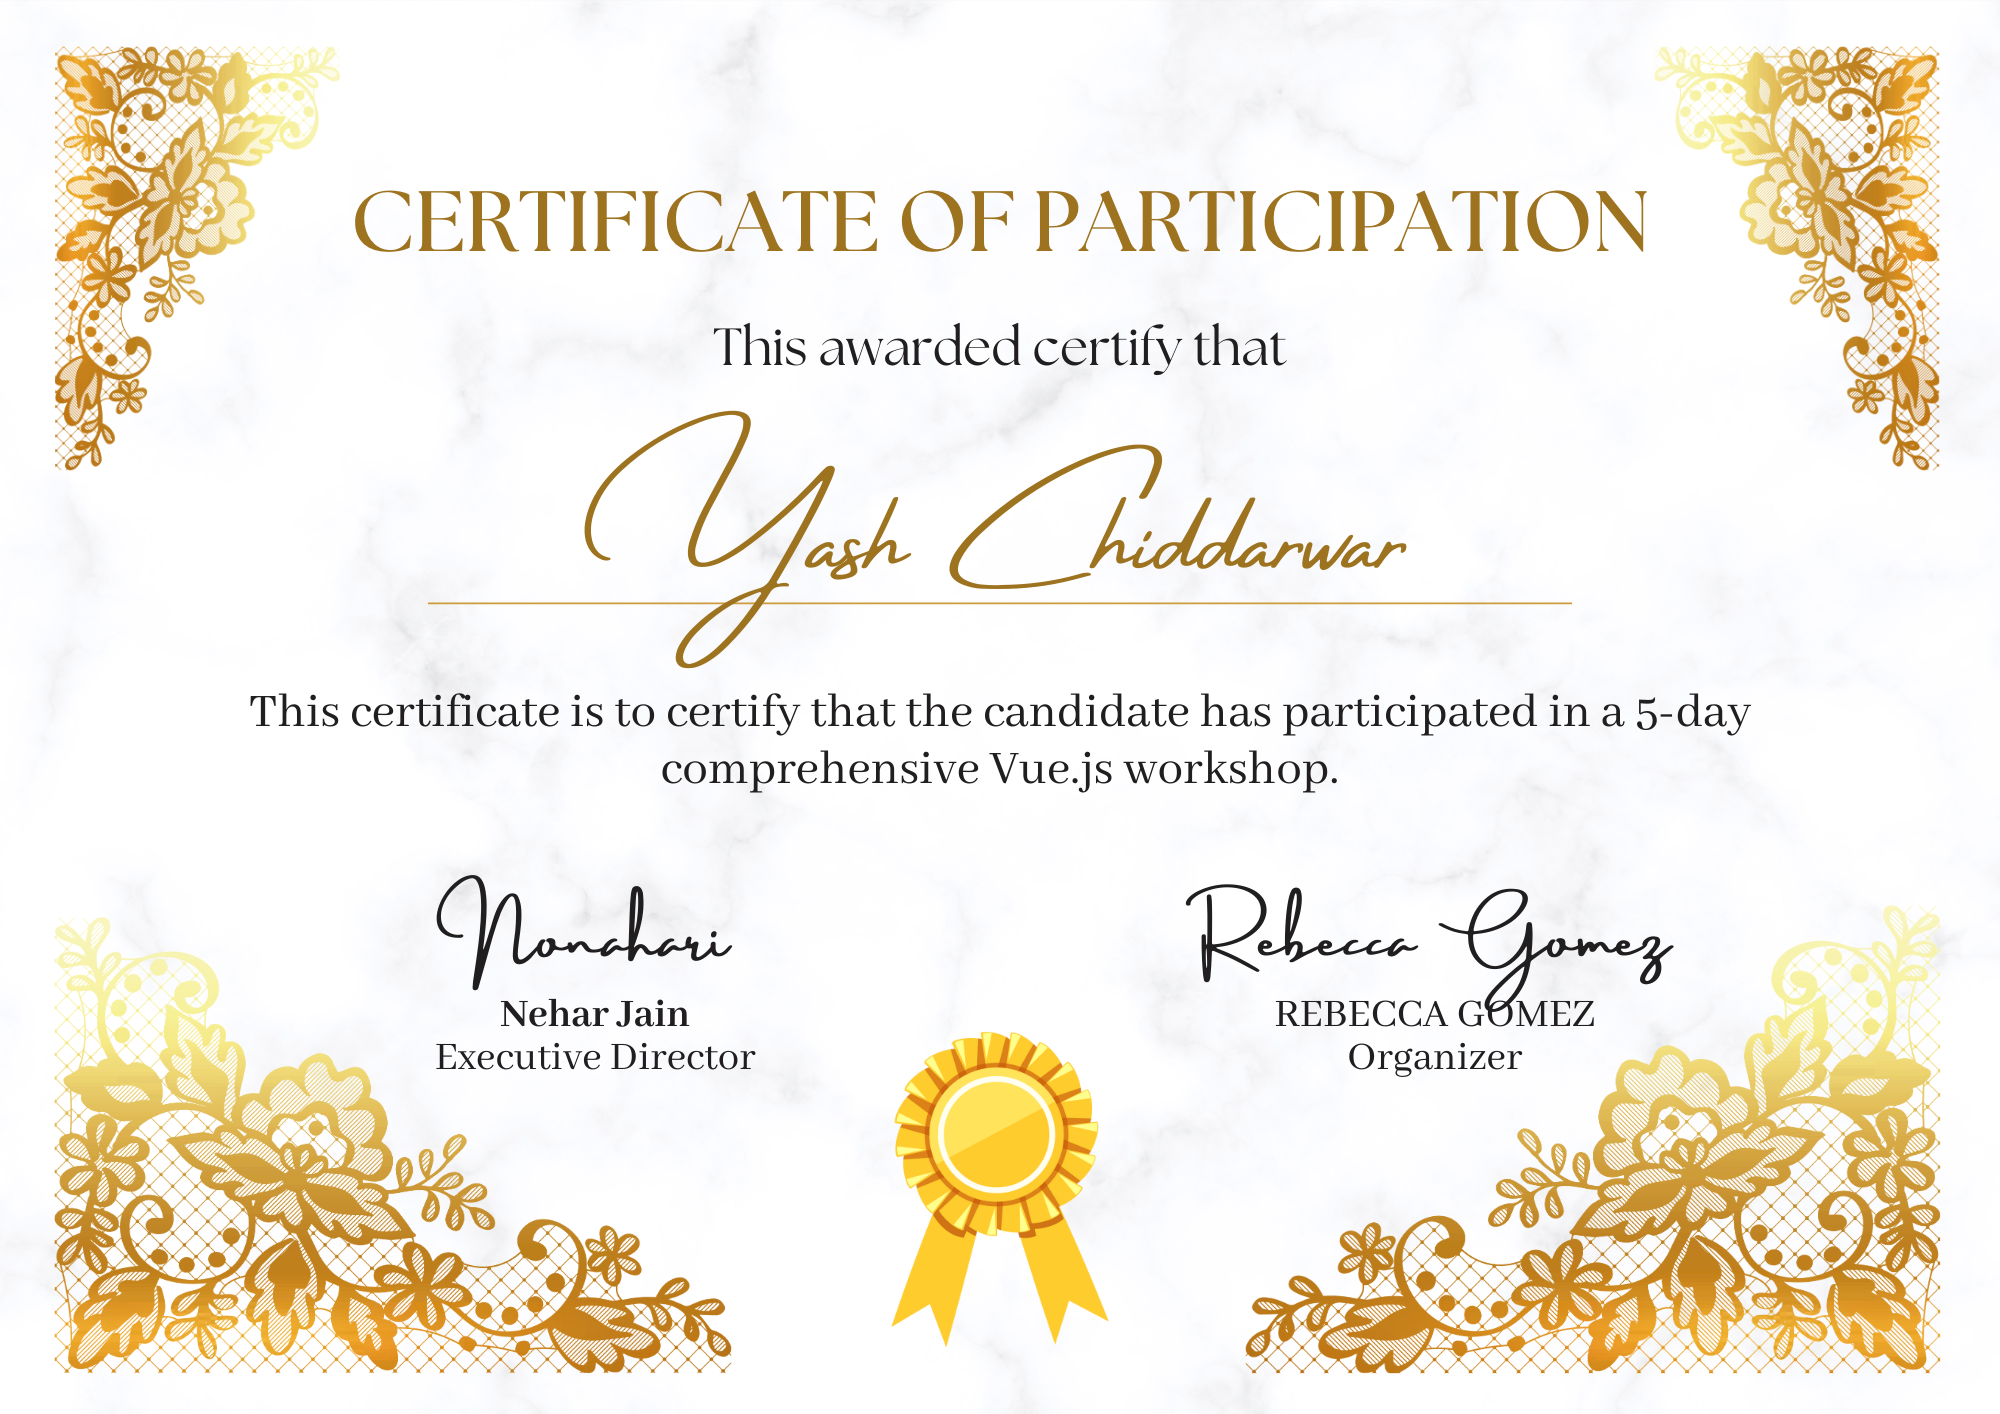 CERTIFICATE OF PARTICIPATION
This awarded certify that
Yash Chiddarwar
This certificate is to certify that the candidate has participated in a 5-day
comprehensive Vue.js workshop.
Nonahari
Rebecca Gomez
Nehar Jain
REBECCA GOMEZ
Executive Director
Organizer